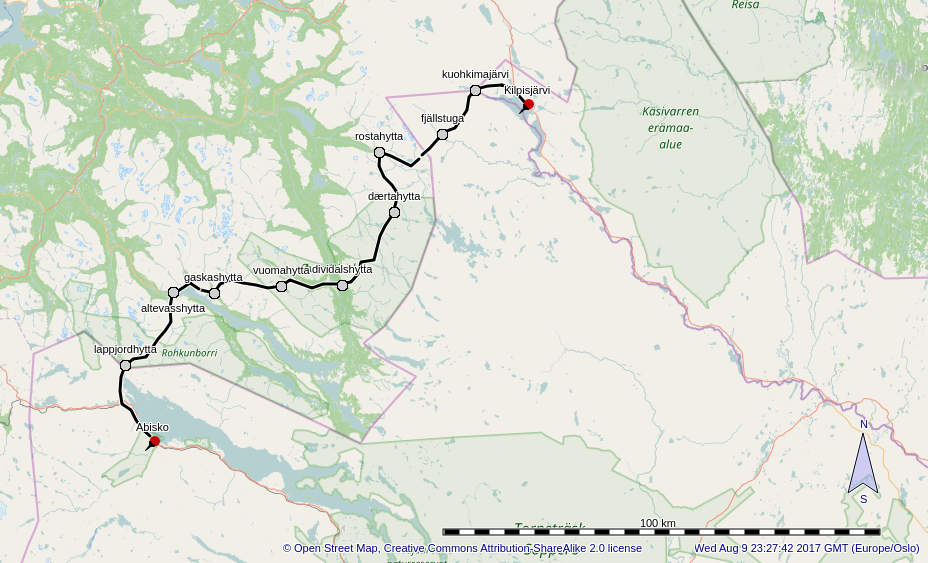 Reisa
kuohkimajärvi
Kilpisjärvi
Käsivarren
erämaa-
alue
fjällstuga
rostahytta
dærtahytta
gaskashytta
vuomahytta
dividalshytta
altevasshytta
lappjordhytta
Rohkunborri
Abisko
N
S
100 km
Torneträsk
© Open Street Map, Creative Commons Attribution-ShareAlike 2.0 license
Wed Aug 9 23:27:42 2017 GMT (Europe/Oslo)